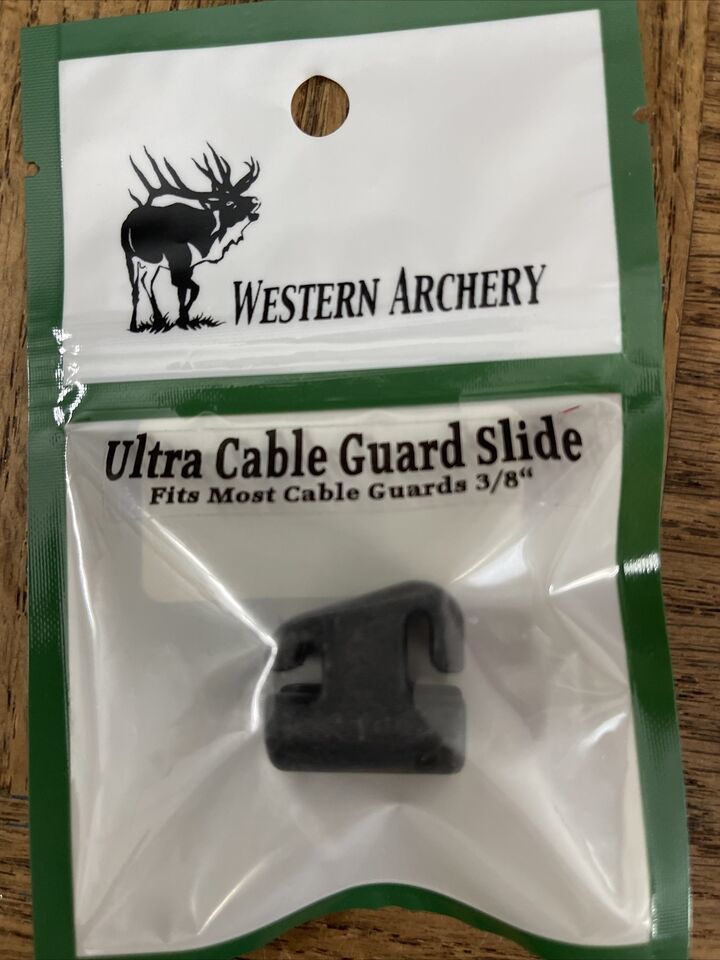 WESTERN ARCHERY
Ultra Cable Guard Slide
Fits Most Cable Guards 3/8“